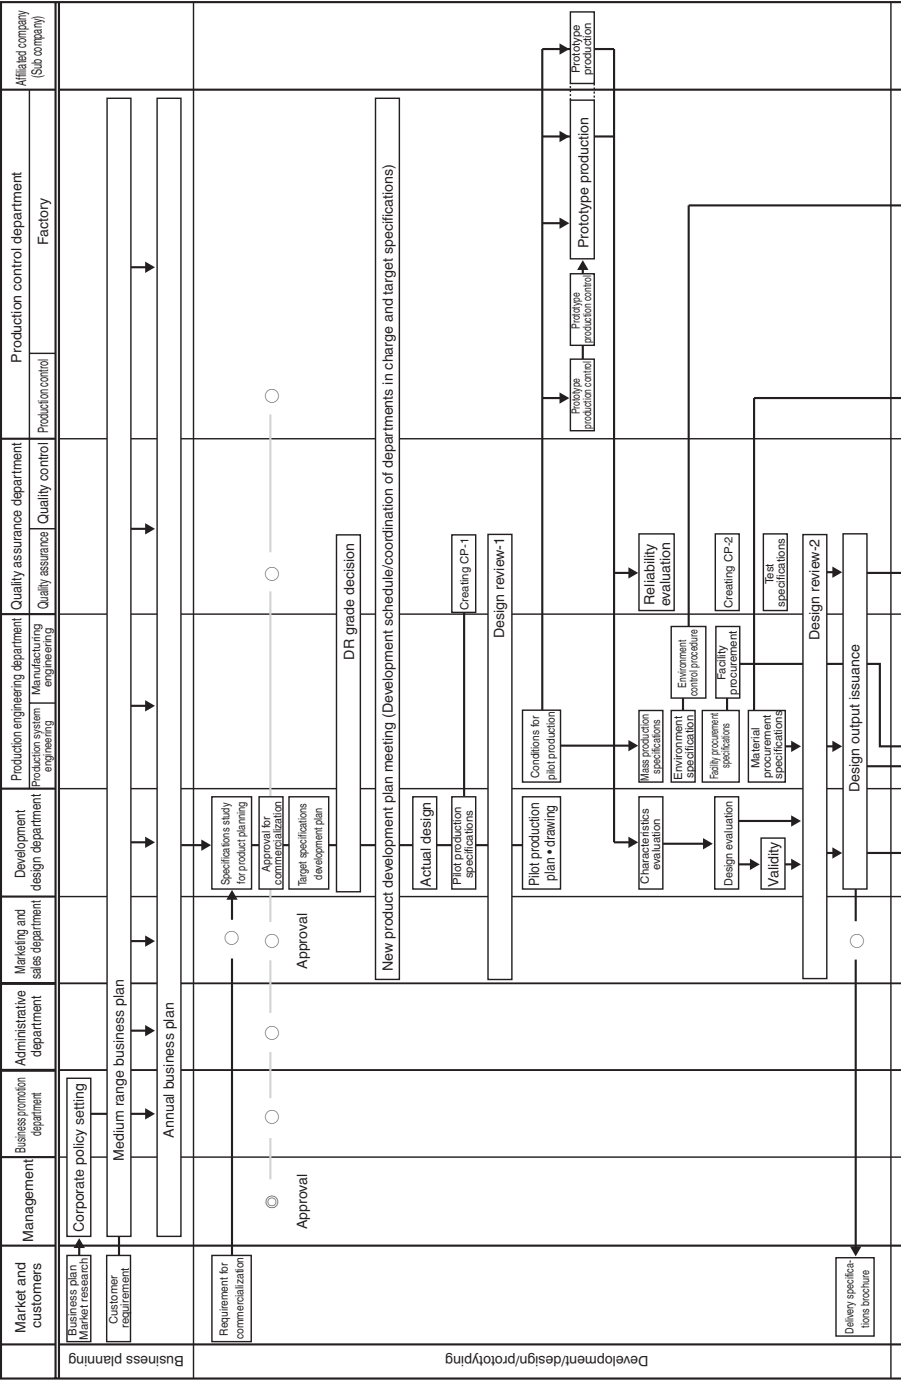 Market and
customers
Management
Business promotion
department
Administrative
department
Marketing and
sales department
Development
design department
Production engineering department
Production system
engineering
Manufacturing
engineering
Quality assurance department
Quality assurance
Quality control
Production control department
Production control
Factory
Affiliated company
(Sub company)
Business planning
Business plan
Market research
Corporate policy setting
Customer
requirement
Medium range business plan
Annual business plan
Development/design/prototyping
Requirement for
commercialization
Specifications study
for product planning
Approval for
commercialization
Approval
Approval
Target specifications
development plan
DR grade decision
New product development plan meeting (Development schedule/coordination of departments in charge and target specifications)
Actual design
Pilot production
specifications
Creating CP-1
Design review-1
Pilot production
plan • drawing
Conditions for
pilot production
Prototype
production control
Prototype
production control
Prototype production
Prototype
production
Characteristics
evaluation
Mass production
specifications
Reliability
evaluation
Environment
specification
Environment
control procedure
Design evaluation
Facility procurement
specifications
Facility
procurement
Creating CP-2
Validity
Material
procurement
specifications
Test
specifications
Design review-2
Design output issuance
Delivery specifica-
tions brochure